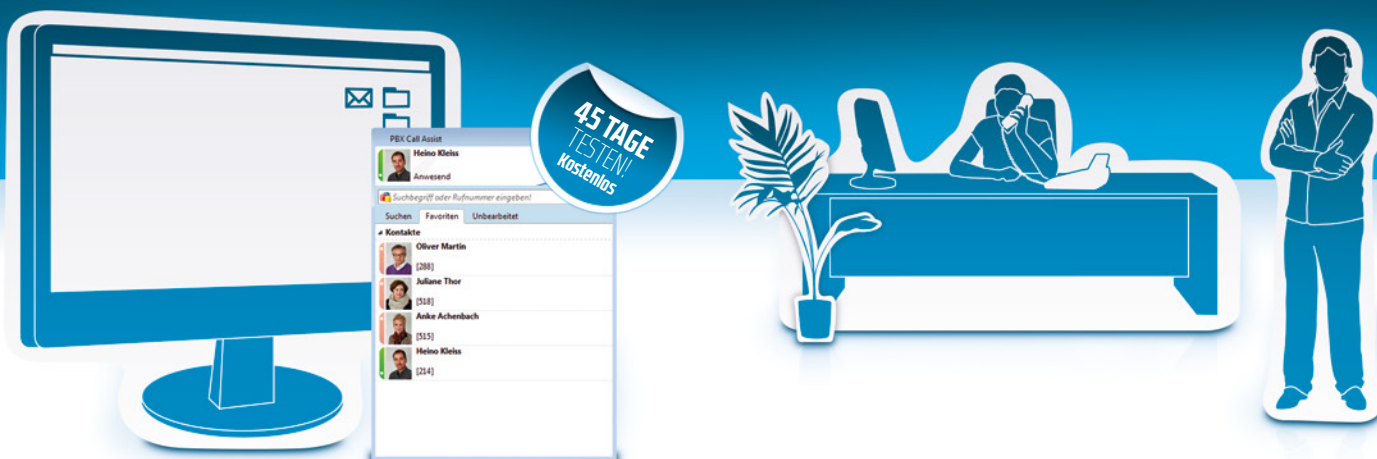 45 TAGE
TESTEN!
Kostenlos
PBX Call Assist
Heino Kleiss
Anwesend
Suchbegriff oder Rufnummer eingeben!
Suchen Favoriten Unbearbeitet
Kontakte
Oliver Martin
[288]
Juliane Thor
[518]
Anke Achenbach
[515]
Heino Kleiss
[214]